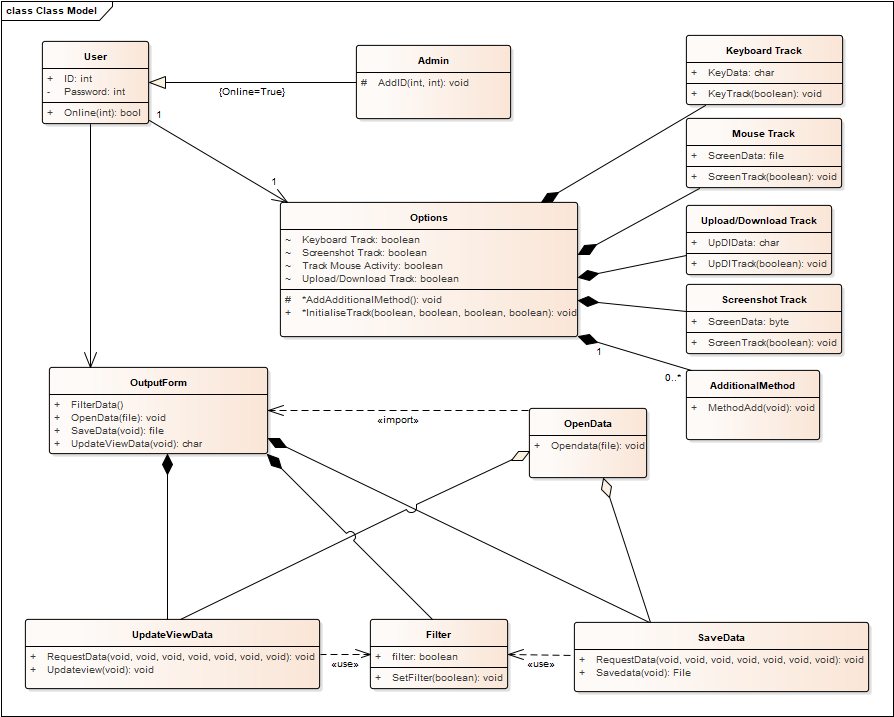 class Class Model
User
+ ID: int
- Password: int
+ Online(int): bool
Admin
# AddID(int, int): void
{Online=True}
1
1
Keyboard Track
+ KeyData: char
+ KeyTrack(boolean): void
Mouse Track
+ ScreenData: file
+ ScreenTrack(boolean): void
Upload/Download Track
+ UpDlData: char
+ UpDlTrack(boolean): void
Screenshot Track
+ ScreenData: byte
+ ScreenTrack(boolean): void
Options
~ Keyboard Track: boolean
~ Screenshot Track: boolean
~ Track Mouse Activity: boolean
~ Upload/Download Track: boolean
# *AddAdditionalMethod(): void
+ *InitialiseTrack(boolean, boolean, boolean, boolean): void
1
0..*
AdditionalMethod
+ MethodAdd(void): void
OutputForm
+ FilterData()
+ OpenData(file): void
+ SaveData(void): file
+ UpdateViewData(void): char
«import»
OpenData
+ Opendata(file): void
UpdateViewData
+ RequestData(void, void, void, void, void, void, void): void
+ Updateview(void): void
«use»
Filter
+ filter: boolean
+ SetFilter(boolean): void
«use»
SaveData
+ RequestData(void, void, void, void, void, void, void): void
+ Savedata(void): File